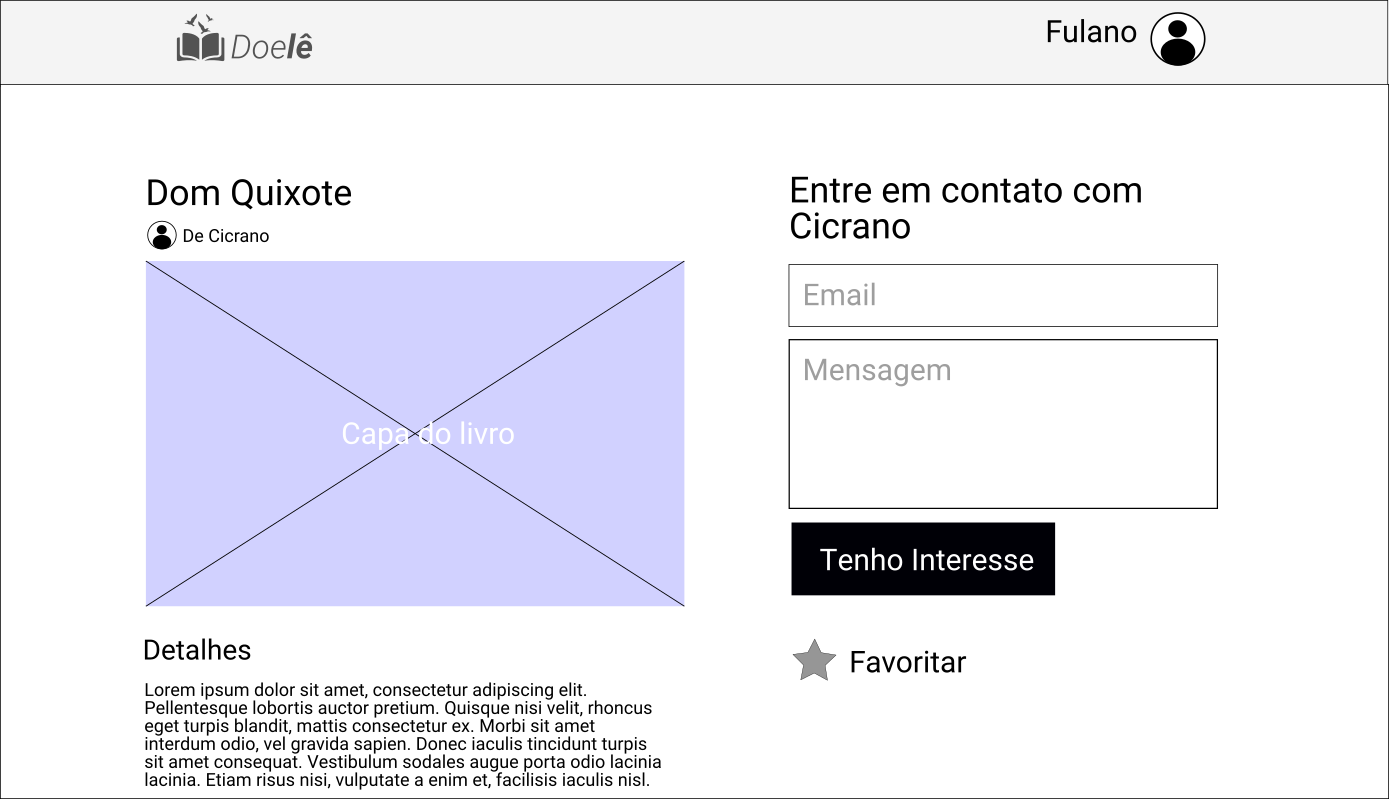 Doelê
Fulano
Dom Quixote
De Cicrano
Capa do livro
Detalhes
Lorem ipsum dolor sit amet, consectetur adipiscing elit.
Pellentesque lobortis auctor pretium. Quisque nisi velit, rhoncus
eget turpis blandit, mattis consectetur ex. Morbi sit amet
interdum odio, vel gravida sapien. Donec iaculis tincidunt turpis
sit amet consequat. Vestibulum sodales augue porta odio lacinia
lacinia. Etiam risus nisi, vulputate a enim et, facilisis iaculis nisl.
Entre em contato com
Cicrano
Email
Mensagem
Tenho Interesse
Favoritar